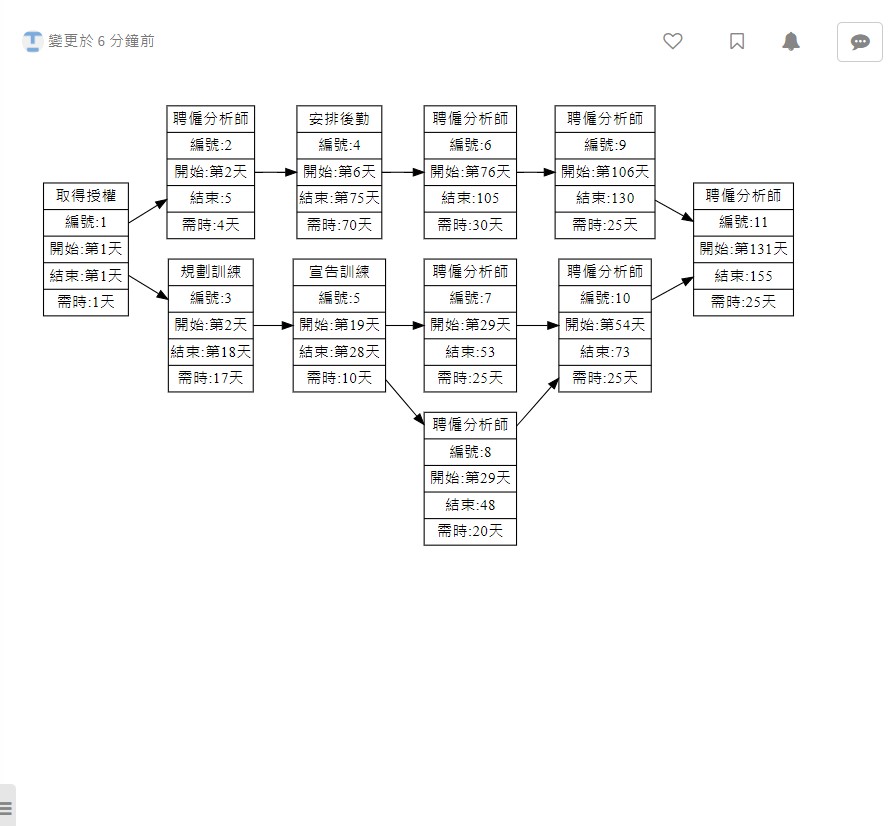 變更於 6 分鐘前
取得授權
編號:1
開始:第1天
結束:第1天
需時:1天
聘僱分析師
編號:2
開始:第2天
結束:5
需時:4天
安排後勤
編號:4
開始:第6天
結束:第75天
需時:70天
聘僱分析師
編號:6
開始:第76天
結束:105
需時:30天
聘僱分析師
編號:9
開始:第106天
結束:130
需時:25天
聘僱分析師
編號:11
開始:第131天
結束:155
需時:25天
規劃訓練
編號:3
開始:第2天
結束:第18天
需時:17天
宣告訓練
編號:5
開始:第19天
結束:第28天
需時:10天
聘僱分析師
編號:7
開始:第29天
結束:53
需時:25天
聘僱分析師
編號:10
開始:第54天
結束:73
需時:25天
聘僱分析師
編號:8
開始:第29天
結束:48
需時:20天